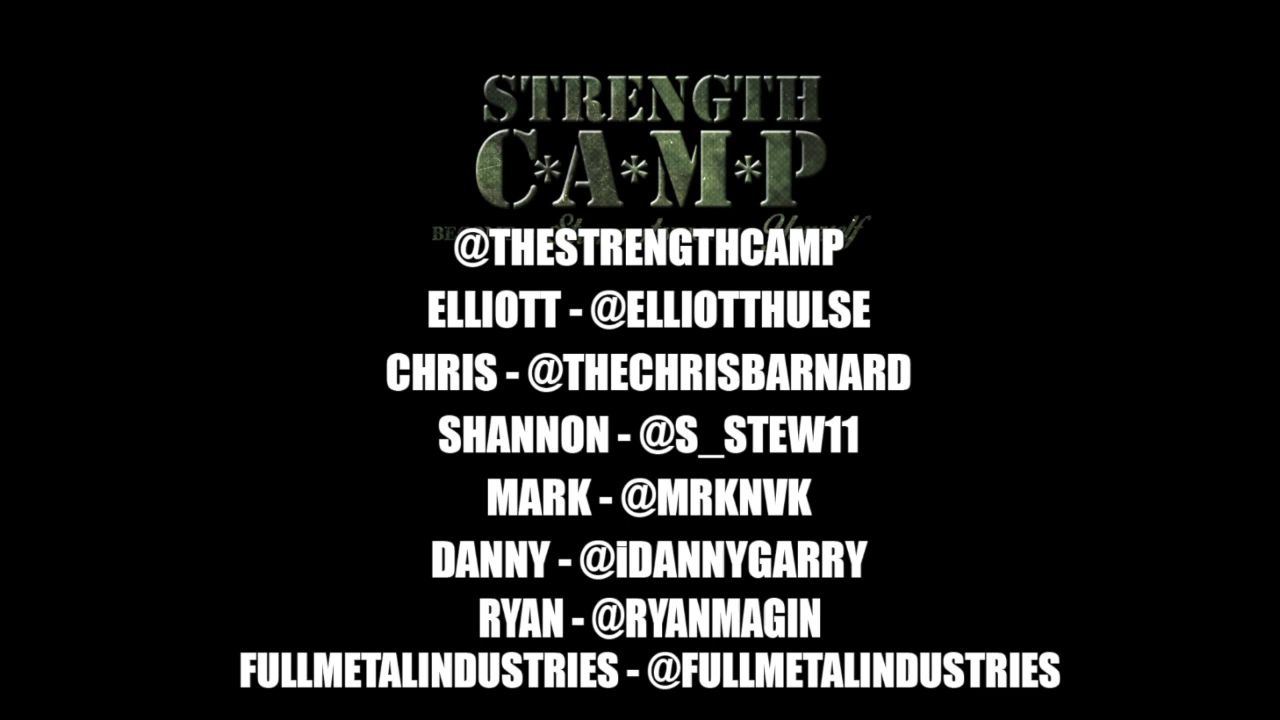 STRENGTH
C*A*M*P
@THESTRENGTHCAMP
ELLIOTT - @ELLIOTTHULSE
CHRIS - @THECHRISBARNARD
SHANNON - @S_STEW11
MARK - @MRKNVK
DANNY - @iDANNYGARRY
RYAN - @RYANMAGIN
FULLMETALINDUSTRIES - @FULLMETALINDUSTRIES